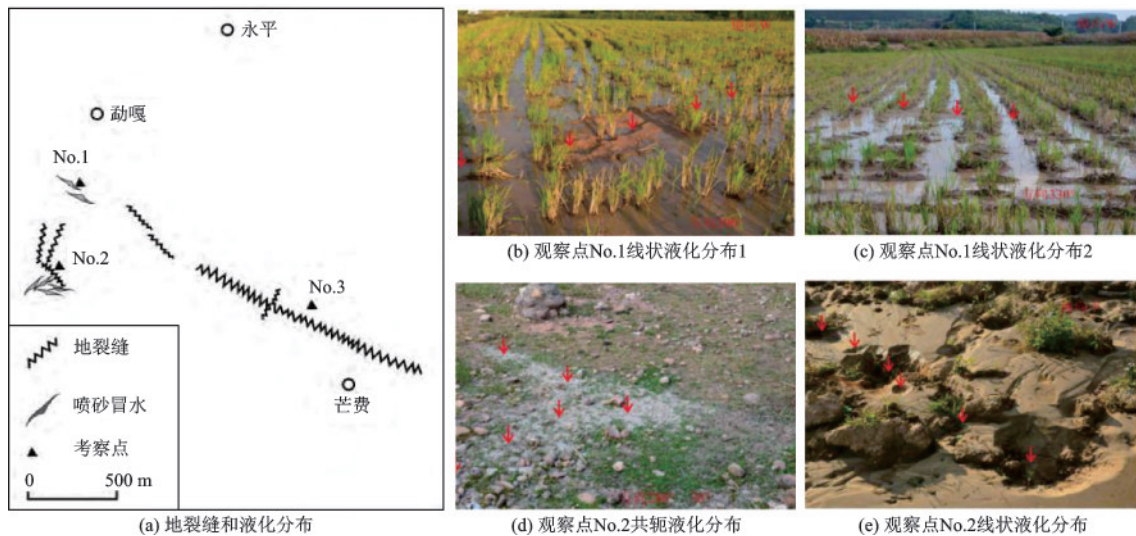 永平
勐嘎
No.1
No.2
No.3
芒费
地裂缝
喷砂冒水
考察点
0
500 m
(a) 地裂缝和液化分布
(b) 观察点No.1线状液化分布1
(c) 观察点No.1线状液化分布2
(d) 观察点No.2共轭液化分布
(e) 观察点No.2线状液化分布